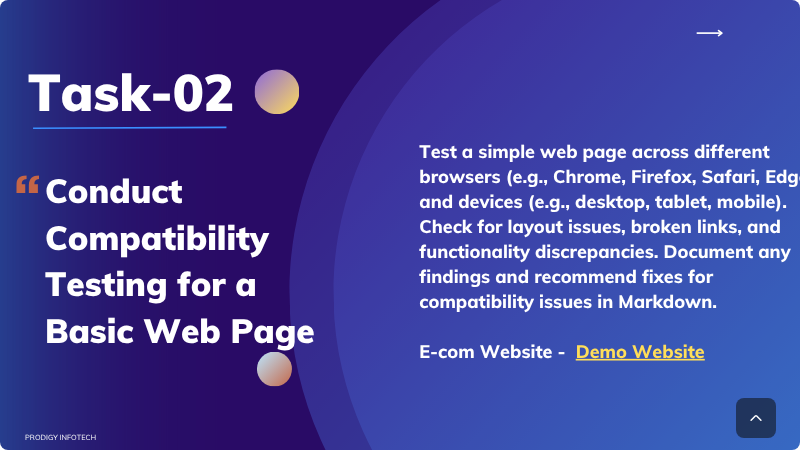 Task-02
“ Conduct
Compatibility
Testing for a
Basic Web Page
Test a simple web page across different
browsers (e.g., Chrome, Firefox, Safari, Edg
and devices (e.g., desktop, tablet, mobile).
Check for layout issues, broken links, and
functionality discrepancies. Document any
findings and recommend fixes for
compatibility issues in Markdown.
E-com Website - Demo Website
PRODIGY INFOTECH